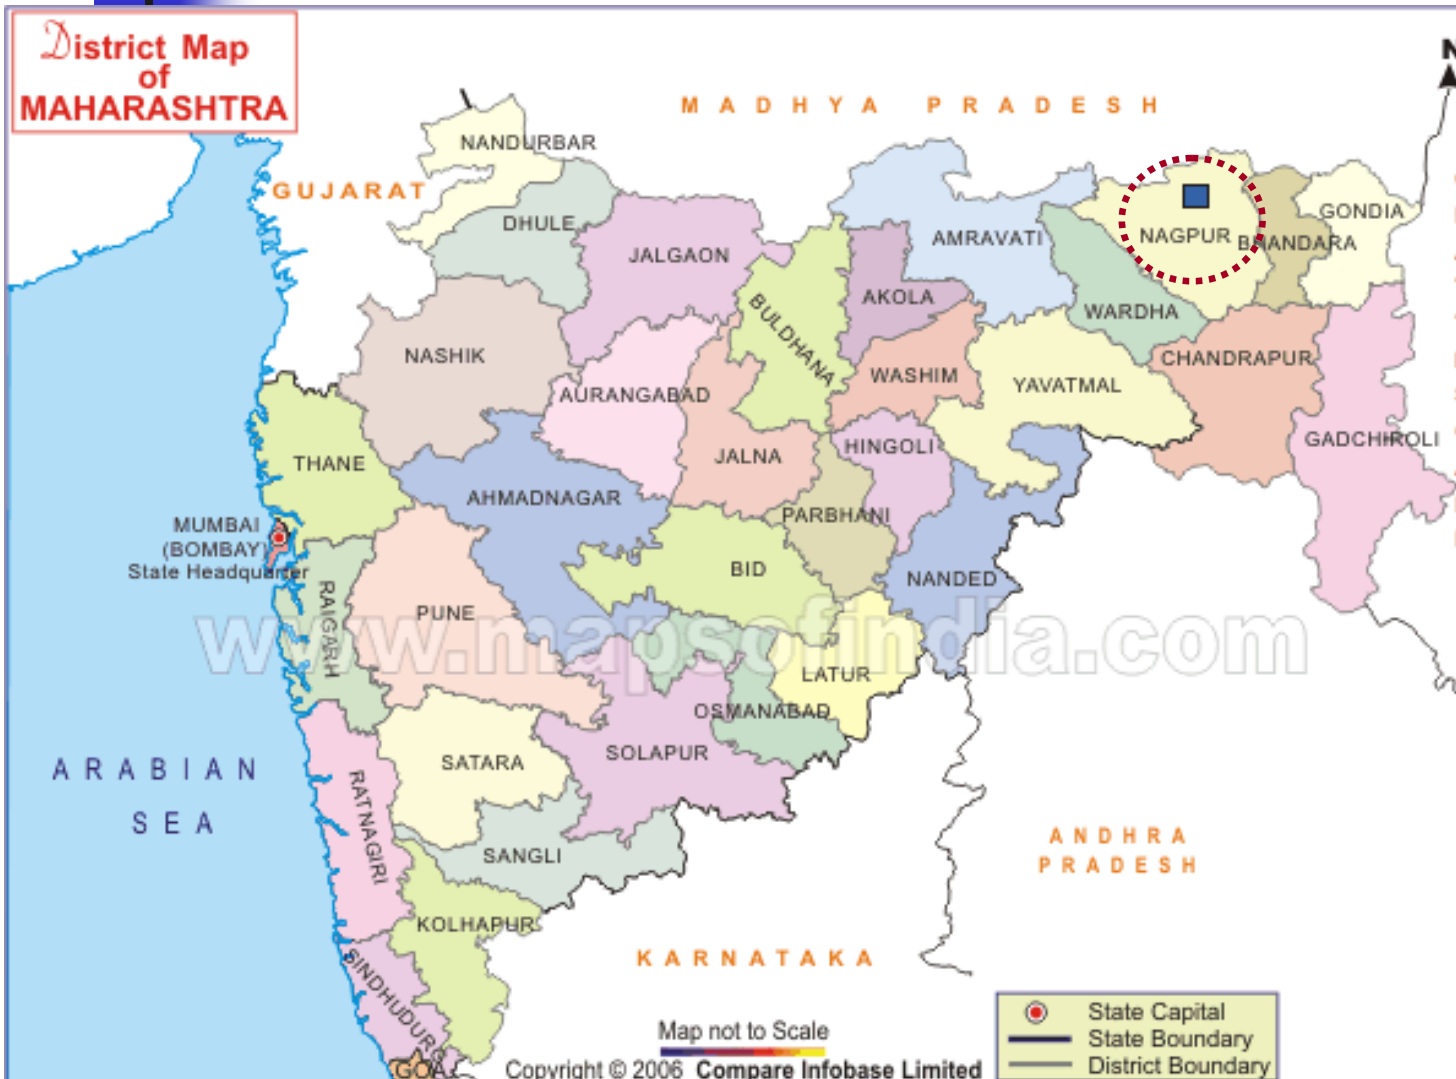 District Map
of
MAHARASHTRA
MADHYA PRADESH
N
NANDURBAR
GUJARAT
DHULE
JALGAON
AMRAVATI
NAGPUR
BHANDARA
GONDIA
BULDHANA
AKOLA
WARDHA
NASHIK
AURANGABAD
WASHIM
YAVATMAL
CHANDRAPUR
THANE
JALNA
HINGOLI
GADCHIROLI
AHMADNAGAR
PARBHANI
MUMBAI
(BOMBAY)
State Headquarter
RAIGARH
PUNE
BID
NANDED
www.mapsofindia.com
LATUR
OSMANABAD
SOLAPUR
SATARA
ARABIAN
SEA
RATNAGIRI
SANGLI
ANDHRA
PRADESH
KOLHAPUR
KARNATAKA
SINDHUDURG
GOA
Map not to Scale
Copyright © 2006 Compare Infobase Limited
State Capital
State Boundary
District Boundary